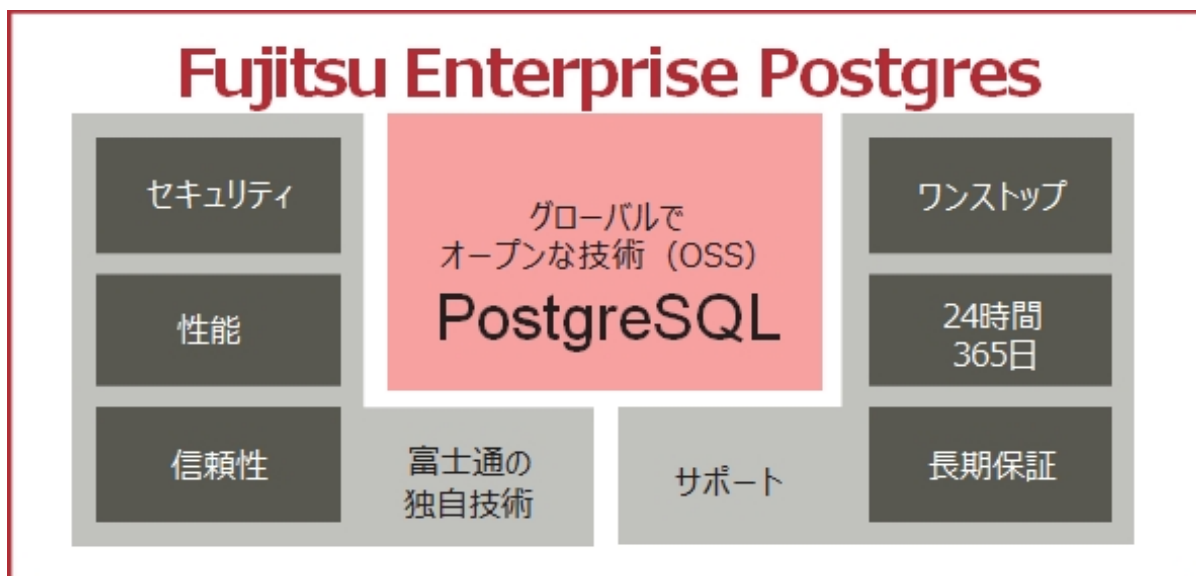 Fujitsu Enterprise Postgres
セキュリティ
性能
信頼性
富士通の
独自技術
グローバルで
オープンな技術（OSS）
PostgreSQL
ワンストップ
24時間
365日
長期保証
サポート